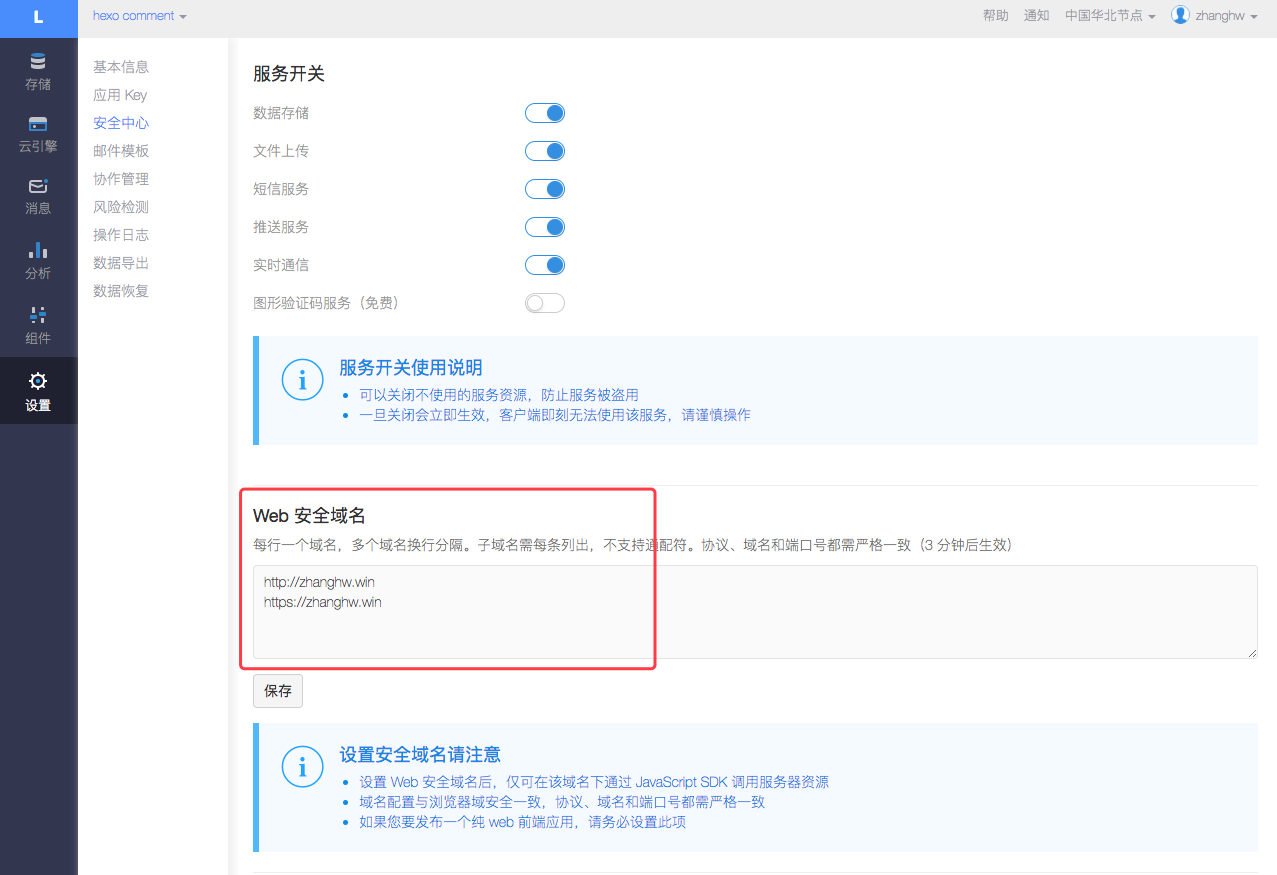 L
hexo comment
帮助 通知 中国华北节点 zhanghw
存储
云引擎
消息
分析
组件
设置
基本信息
应用 Key
安全中心
邮件模板
协作管理
风险检测
操作日志
数据导出
数据恢复
服务开关
数据存储
文件上传
短信服务
推送服务
实时通信
图形验证码服务（免费）
服务开关使用说明
可以关闭不使用的服务资源，防止服务被盗用
一旦关闭会立即生效，客户端即刻无法使用该服务，请谨慎操作
Web 安全域名
每行一个域名，多个域名换行分隔。子域名需每条列出，不支持通配符。协议、域名和端口号都需严格一致（3 分钟后生效）
http://zhanghw.win
https://zhanghw.win
保存
设置安全域名请注意
设置 Web 安全域名后，仅可在该域名下通过 JavaScript SDK 调用服务器资源
域名配置与浏览器域安全一致，协议、域名和端口号都需严格一致
如果您要发布一个纯 web 前端应用，请务必设置此项